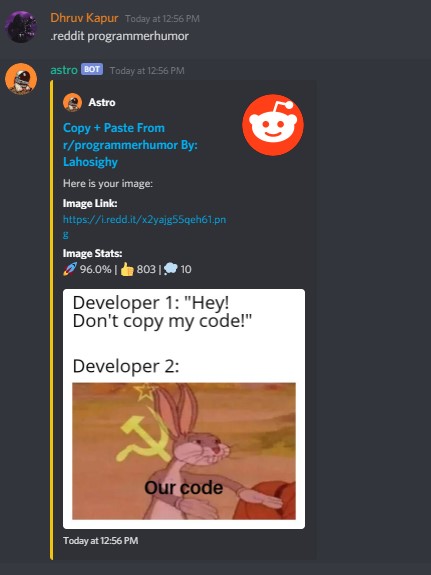 Dhruv Kapur Today at 12:56 PM
.reddit programmerhumor
astro BOT Today at 12:56 PM
Astro
Copy + Paste From
r/programmerhumor By:
Lahosighy
Here is your image:
Image Link:
https://i.redd.it/x2yajg55qeh61.pn
g
Image Stats:
🚀 96.0% | 👍 803 | 💭 10
Developer 1: "Hey!
Don't copy my code!"
Developer 2:
Our code
Today at 12:56 PM